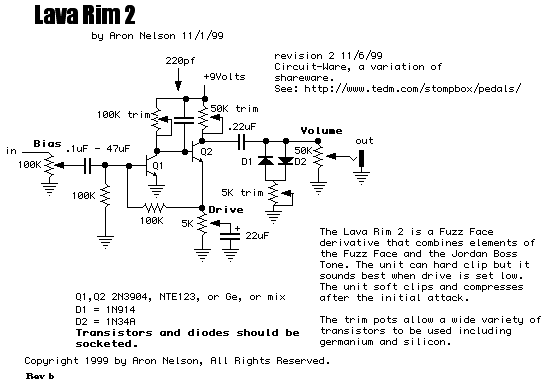 Lava Rim 2
by Aron Nelson 11/1/99
revision 2 11/6/99
Circuit-Ware, a variation of
shareware.
See: http://www.tedm.com/stompbox/pedals/
220pf
+9Volts
100K trim
50K trim
.22uF
Volume
out
Bias
.1uF - 47uF
in
100K
Q1
Q2
D1
D2
50K
5K trim
100K
100K
Drive
5K
+
22uF
The Lava Rim 2 is a Fuzz Face
derivative that combines elements of
the Fuzz Face and the Jordan Boss
Tone. The unit can hard clip but it
sounds best when drive is set low.
The unit soft clips and compresses
after the initial attack.
The trim pots allow a wide variety of
transistors to be used including
germanium and silicon.
Q1,Q2 2N3904, NTE123, or Ge, or mix
D1 = 1N914
D2 = 1N34A
Transistors and diodes should be
socketed.
Copyright 1999 by Aron Nelson, All Rights Reserved.
Rev b